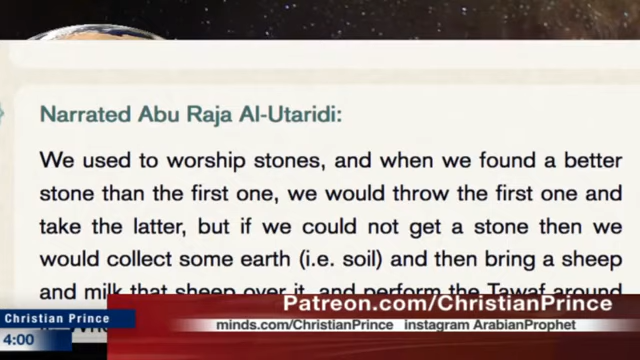 Narrated Abu Raja Al-Utaridi:
We used to worship stones, and when we found a better
stone than the first one, we would throw the first one and
take the latter, but if we could not get a stone then we
would collect some earth (i.e. soil) and then bring a sheep
and milk that sheep over it, and perform the Tawaf around
Patreon.com/ChristianPrince
Christian Prince
minds.com/ChristianPrince instagram ArabianProphet
4:00